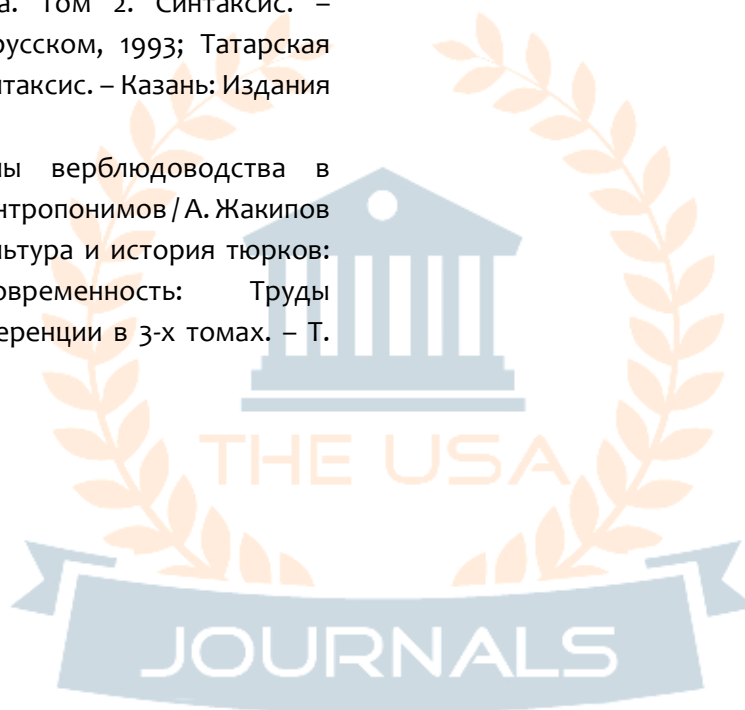 а. Том 2. Синтаксис. –
русском, 1993; Татарская
нтаксис. – Казань: Издания
ны верблюдоводства в
нтропонимов / А. Жакипов
льтура и история тюрков:
овременность: Труды
еренции в 3-х томах. – Т.
THE USA
JOURNALS